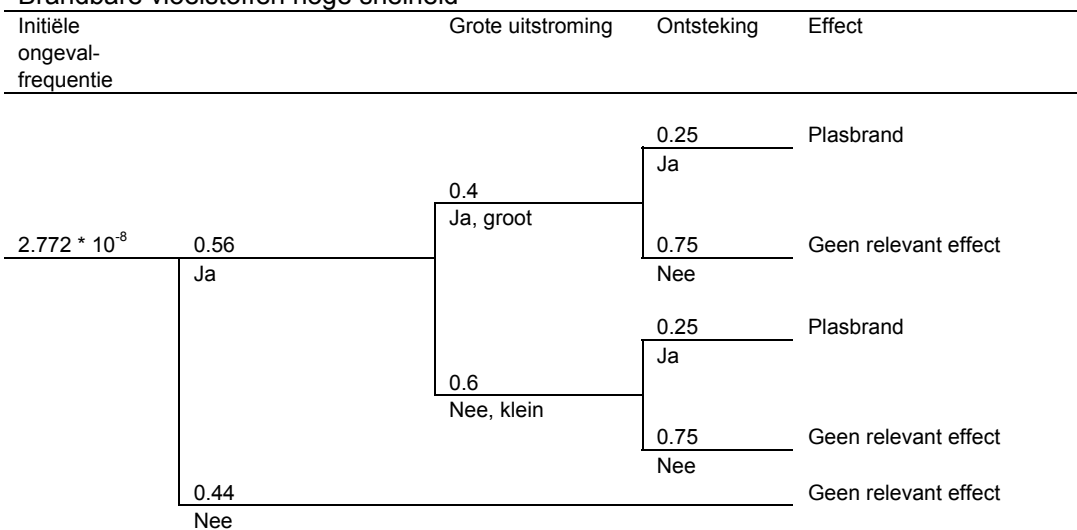 Brandbare vloeistoffen hoge snelheid
Initiële ongeval-frequentie Grote uitstroming Ontsteking Effect
0.25 Plasbrand
Ja
0.4
Ja, groot
2.772 * 10⁻⁸ 0.56 0.75 Geen relevant effect
Ja Nee
0.25 Plasbrand
Ja
0.6
Nee, klein
0.75 Geen relevant effect
Nee
0.44 Geen relevant effect
Nee